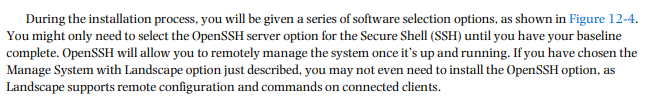 During the installation process, you will be given a series of software selection options, as shown in Figure 12-4.
You might only need to select the OpenSSH server option for the Secure Shell (SSH) until you have your baseline
complete. OpenSSH will allow you to remotely manage the system once it's up and running. If you have chosen the
Manage System with Landscape option just described, you may not even need to install the OpenSSH option, as
Landscape supports remote configuration and commands on connected clients.